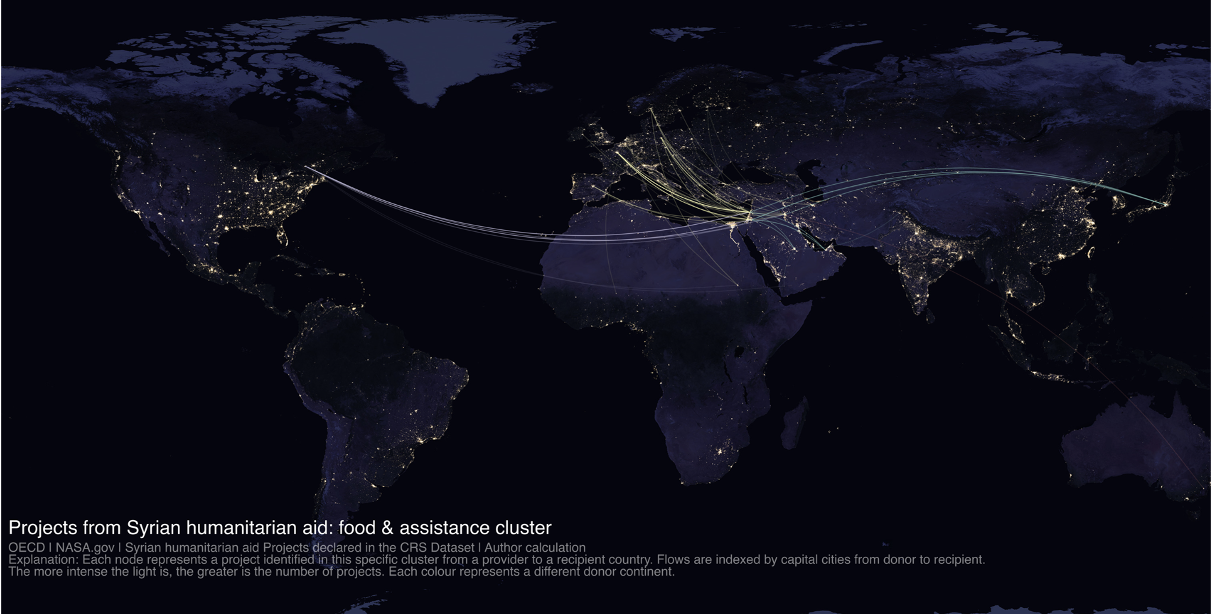 Projects from Syrian humanitarian aid: food & assistance cluster
OECD | NASA.gov | Syrian humanitarian aid Projects declared in the CRS Dataset | Author calculation
Explanation: Each node represents a project identified in this specific cluster from a provider to a recipient country. Flows are indexed by capital cities from donor to recipient.
The more intense the light is, the greater is the number of projects. Each colour represents a different donor continent.